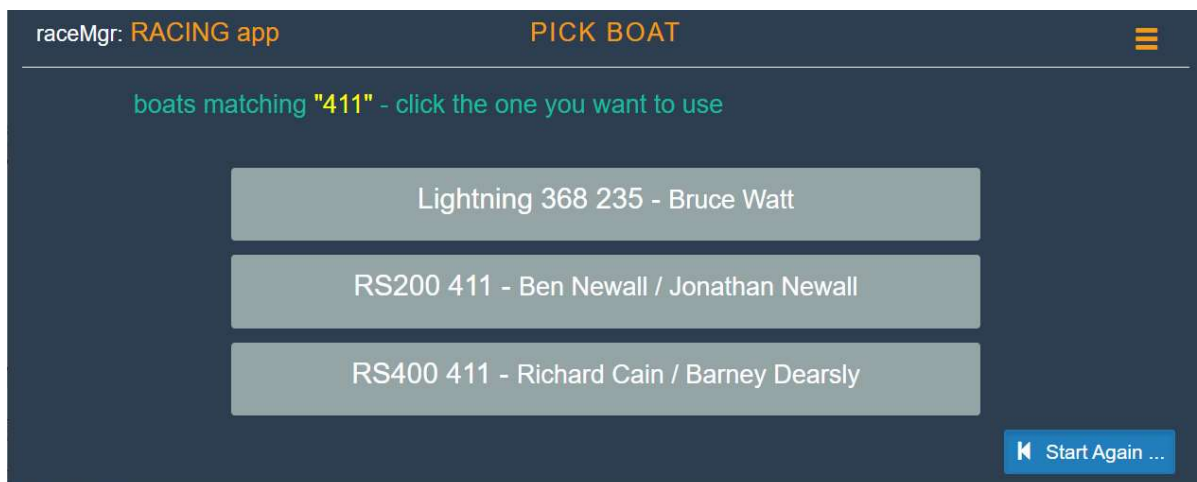 raceMgr: RACING app PICK BOAT
boats matching "411" - click the one you want to use
Lightning 368 235 - Bruce Watt
RS200 411 - Ben Newall / Jonathan Newall
RS400 411 - Richard Cain / Barney Dearsly
Start Again ...